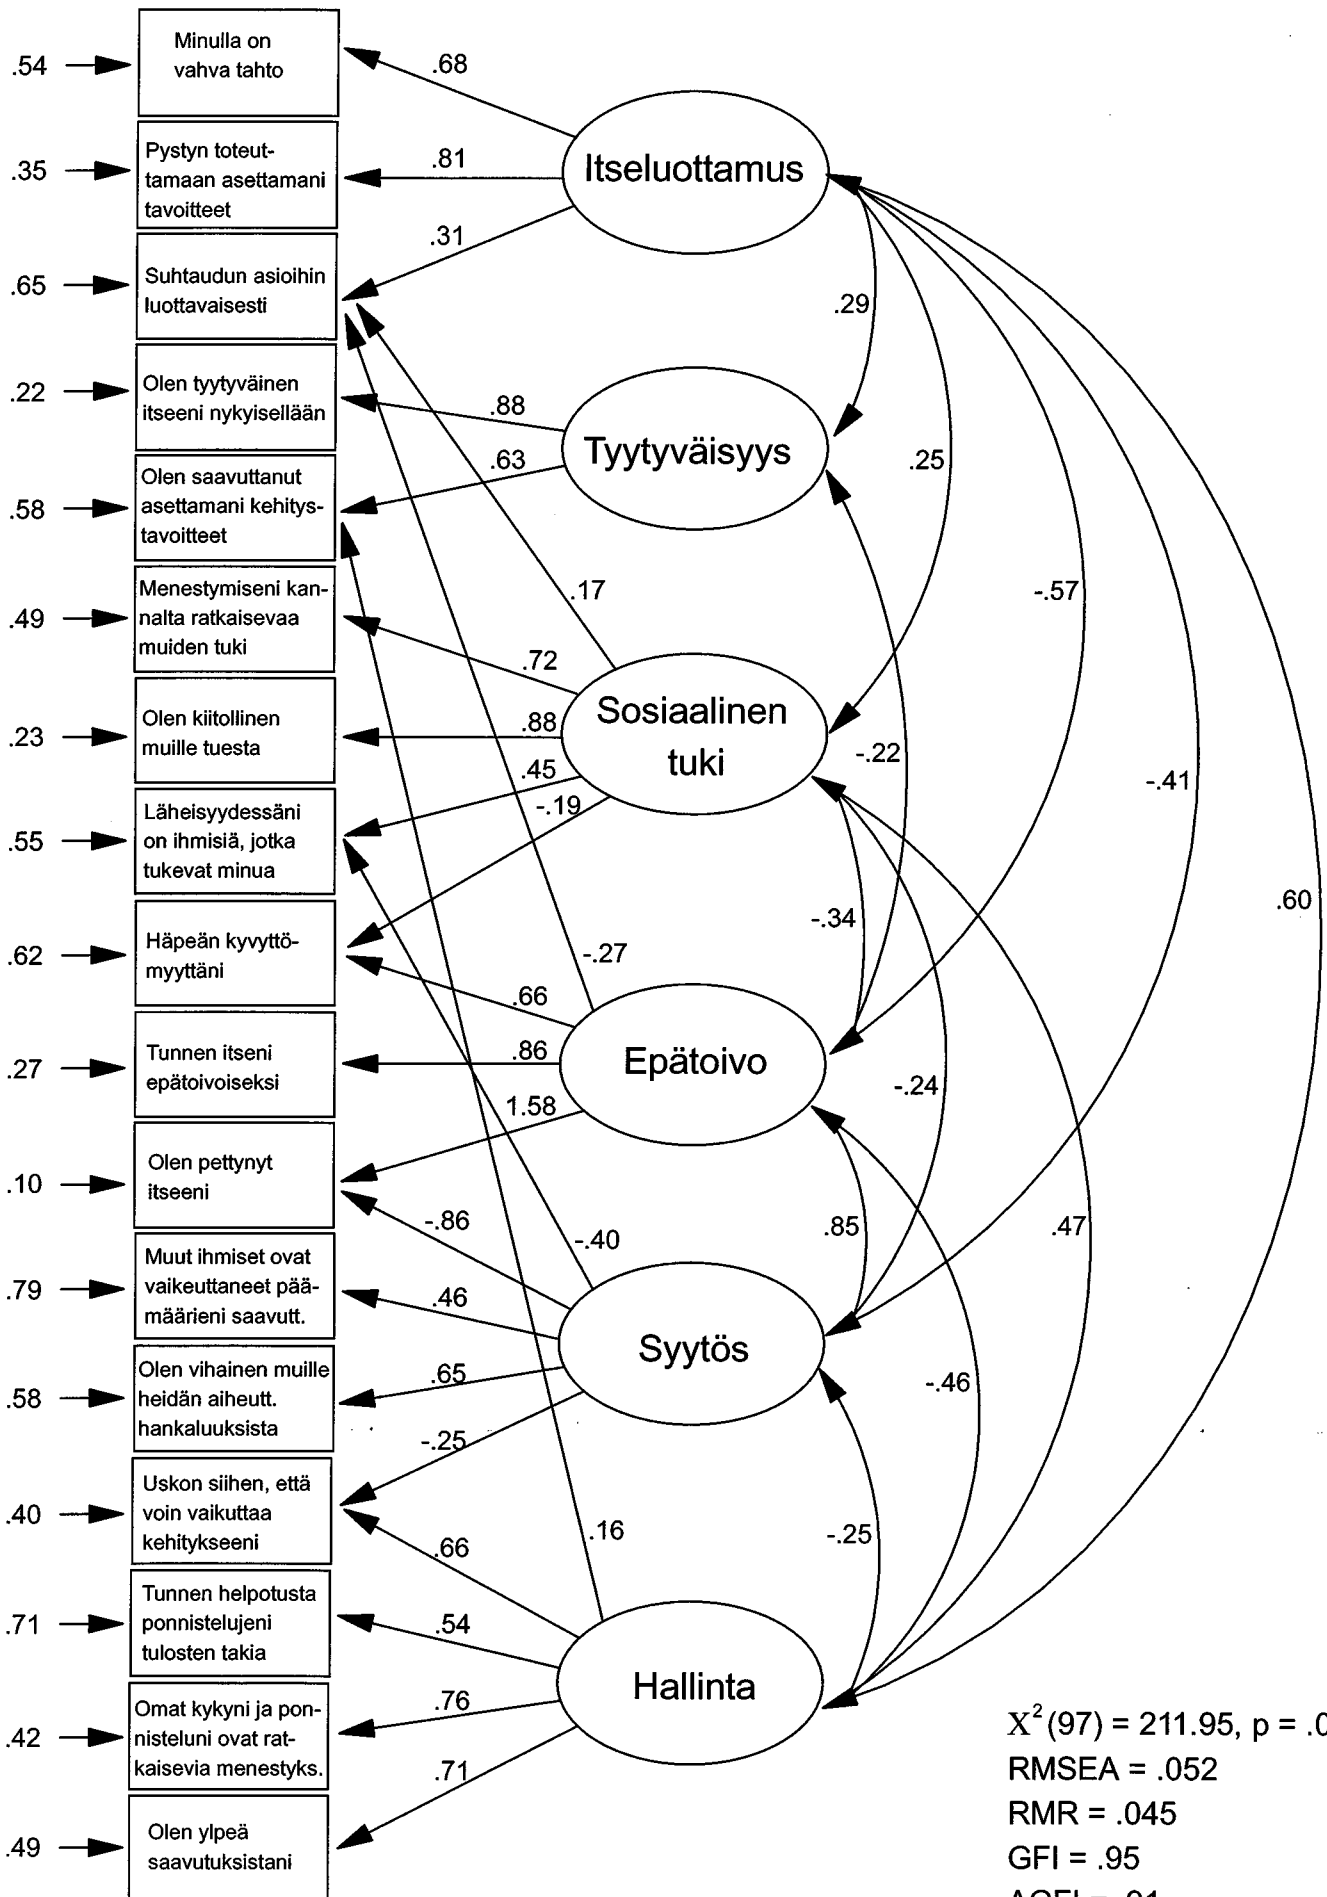 Minulla on
vahva tahto
.54
.68
Pystyn toteut-
tamaan asettamani
tavoitteet
.35
.81
Itseluottamus
.31
Suhtaudun asioihin
luottavaisesti
.65
.29
Olen tyytyväinen
itseeni nykyisellään
.22
.88
Tyytyväisyys
.63
.25
Olen saavuttanut
asettamani kehitys-
tavoitteet
.58
.17
-.57
Menestymiseni kan-
nalta ratkaisevaa
muiden tuki
.49
.72
Sosiaalinen
tuki
Olen kiitollinen
muille tuesta
.23
.88
-.22
.45
-.41
-.19
Läheisyydessäni
on ihmisiä, jotka
tukevat minua
.55
.60
-.34
Häpeän kyvyttö-
myyttäni
.62
-.27
.66
Tunnen itseni
epätoivoiseksi
.27
.86
Epätoivo
-.24
1.58
Olen pettynyt
itseeni
.10
-.86
-.40
.85
.47
Muut ihmiset ovat
vaikeuttaneet pää-
määrieni saavutt.
.79
.46
Syytös
Olen vihainen muille
heidän aiheutt.
hankaluuksista
.58
.65
-.46
-.25
Uskon siihen, että
voin vaikuttaa
kehitykseeni
.40
.66
.16
-.25
Tunnen helpotusta
ponnistelujeni
tulosten takia
.71
.54
Hallinta
Omat kykyni ja pon-
nisteluni ovat rat-
kaisevia menestyks.
.42
.76
.71
Olen ylpeä
saavutuksistani
.49
X²(97) = 211.95, p = .0
RMSEA = .052
RMR = .045
GFI = .95